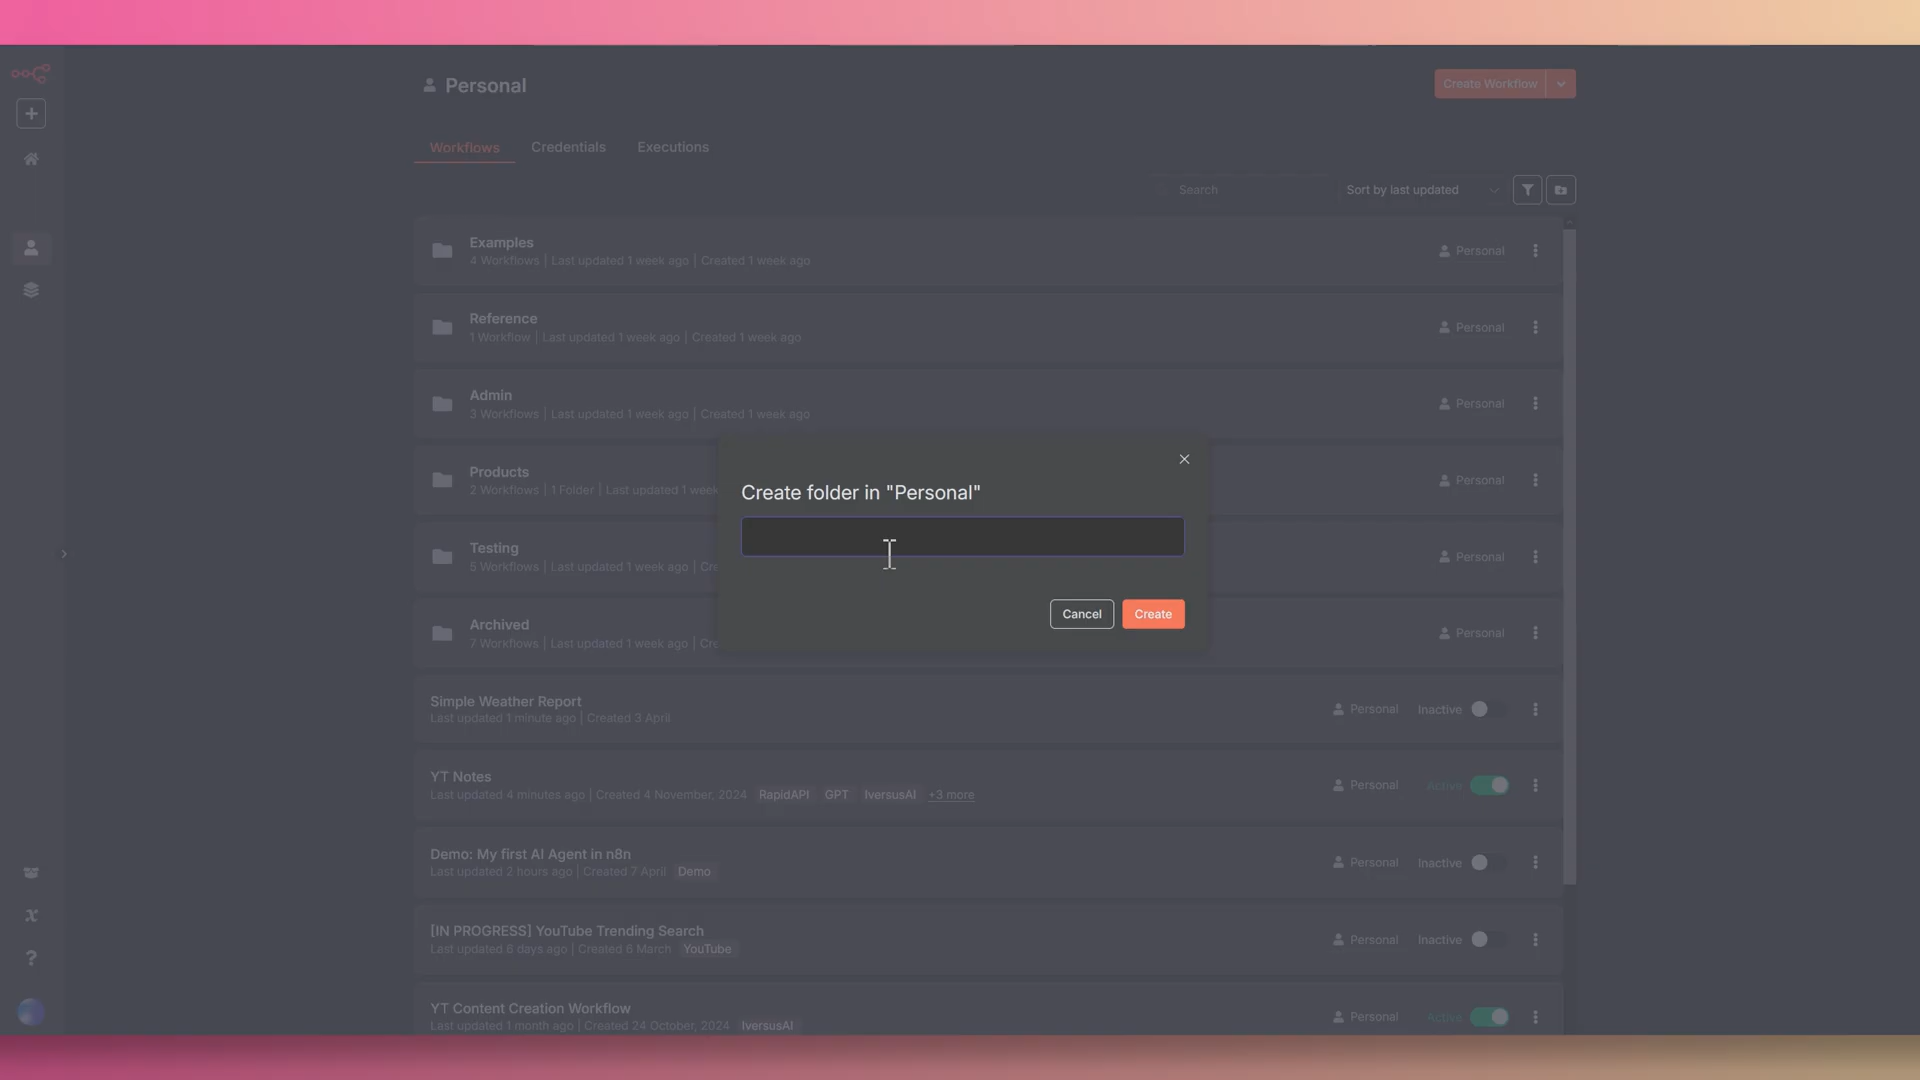 Personal
Create Workflow
Workflows Credentials Executions
Search
Sort by last updated
Examples
4 Workflows | Last updated 1 week ago | Created 1 week ago
Personal
Reference
1 Workflow | Last updated 1 week ago | Created 1 week ago
Personal
Admin
3 Workflows | Last updated 1 week ago | Created 1 week ago
Personal
Products
2 Workflows | 1 Folder | Last updated 1 week
Personal
Testing
5 Workflows | Last updated 1 week ago | Cre
Personal
Archived
7 Workflows | Last updated 1 week ago | Cre
Personal
Create folder in "Personal"
Cancel
Create
Simple Weather Report
Last updated 1 minute ago | Created 3 April
Personal
Inactive
YT Notes
Last updated 4 minutes ago | Created 4 November, 2024 RapidAPI GPT IversusAI +3 more
Personal
Active
Demo: My first AI Agent in n8n
Last updated 2 hours ago | Created 7 April Demo
Personal
Inactive
[IN PROGRESS] YouTube Trending Search
Last updated 6 days ago | Created 6 March YouTube
Personal
Inactive
YT Content Creation Workflow
Last updated 1 month ago | Created 24 October, 2024 IversusAI
Personal
Active